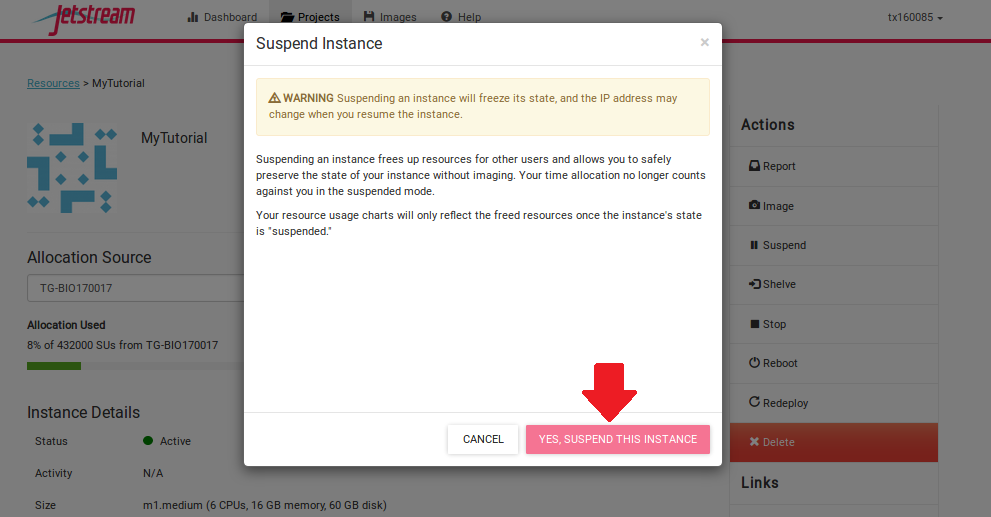 Jetstream
Dashboard Projects Images Help tx160085
Suspend Instance ×
Resources > MyTutorial
MyTutorial
WARNING Suspending an instance will freeze its state, and the IP address may
change when you resume the instance.
Suspending an instance frees up resources for other users and allows you to safely
preserve the state of your instance without imaging. Your time allocation no longer counts
against you in the suspended mode.
Your resource usage charts will only reflect the freed resources once the instance's state
is "suspended."
CANCEL
YES, SUSPEND THIS INSTANCE
Allocation Source
TG-BIO170017
Allocation Used
8% of 432000 SUs from TG-BIO170017
Instance Details
Status Active
Activity N/A
Size m1.medium (6 CPUs, 16 GB memory, 60 GB disk)
Actions
Report
Image
Suspend
Shelve
Stop
Reboot
Redeploy
Delete
Links